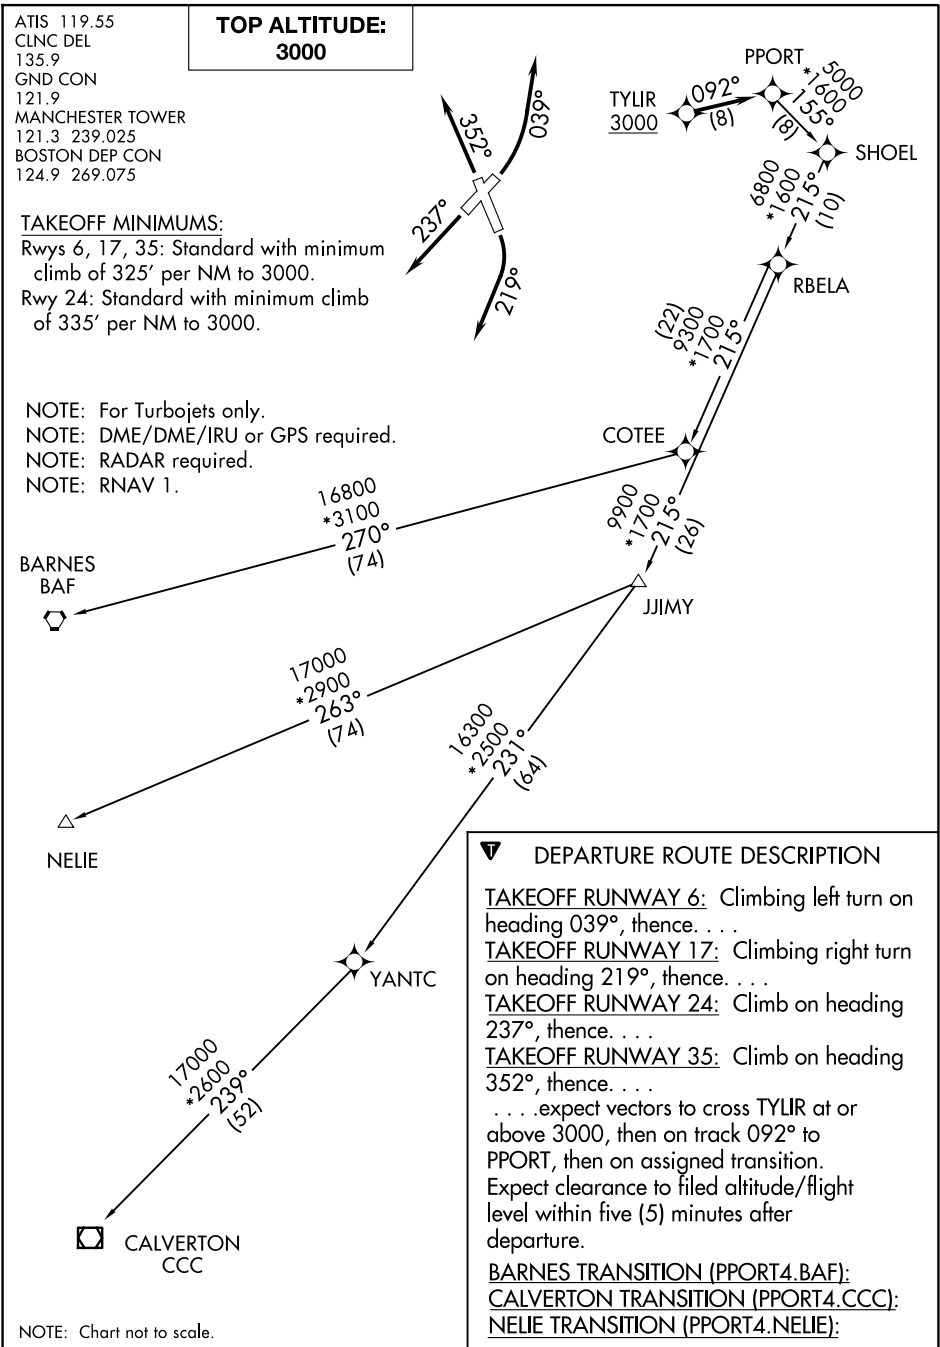 ATIS 119.55
CLNC DEL
135.9
GND CON
121.9
MANCHESTER TOWER
121.3 239.025
BOSTON DEP CON
124.9 269.075
TOP ALTITUDE:
3000
TAKEOFF MINIMUMS:
Rwys 6, 17, 35: Standard with minimum
climb of 325' per NM to 3000.
Rwy 24: Standard with minimum climb
of 335' per NM to 3000.
352°
039°
237°
219°
TYLIR
3000
092°
(8)
PPORT
5000
*1600
155°
(8)
SHOEL
6800
*1600
215°
(10)
RBELA
(22)
9300
*1700
215°
NOTE: For Turbojets only.
NOTE: DME/DME/IRU or GPS required.
NOTE: RADAR required.
NOTE: RNAV 1.
COTEE
16800
*3100
270°
(74)
9900
*1700
215°
(26)
BARNES
BAF
JJIMY
17000
*2900
263°
(74)
16300
*2500
231°
(64)
NELIE
YANTC
17000
*2600
239°
(52)
CALVERTON
CCC
NOTE: Chart not to scale.
T DEPARTURE ROUTE DESCRIPTION
TAKEOFF RUNWAY 6: Climbing left turn on
heading 039°, thence. . . .
TAKEOFF RUNWAY 17: Climbing right turn
on heading 219°, thence. . . .
TAKEOFF RUNWAY 24: Climb on heading
237°, thence. . . .
TAKEOFF RUNWAY 35: Climb on heading
352°, thence. . . .
. . . .expect vectors to cross TYLIR at or
above 3000, then on track 092° to
PPORT, then on assigned transition.
Expect clearance to filed altitude/flight
level within five (5) minutes after
departure.
BARNES TRANSITION (PPORT4.BAF):
CALVERTON TRANSITION (PPORT4.CCC):
NELIE TRANSITION (PPORT4.NELIE):